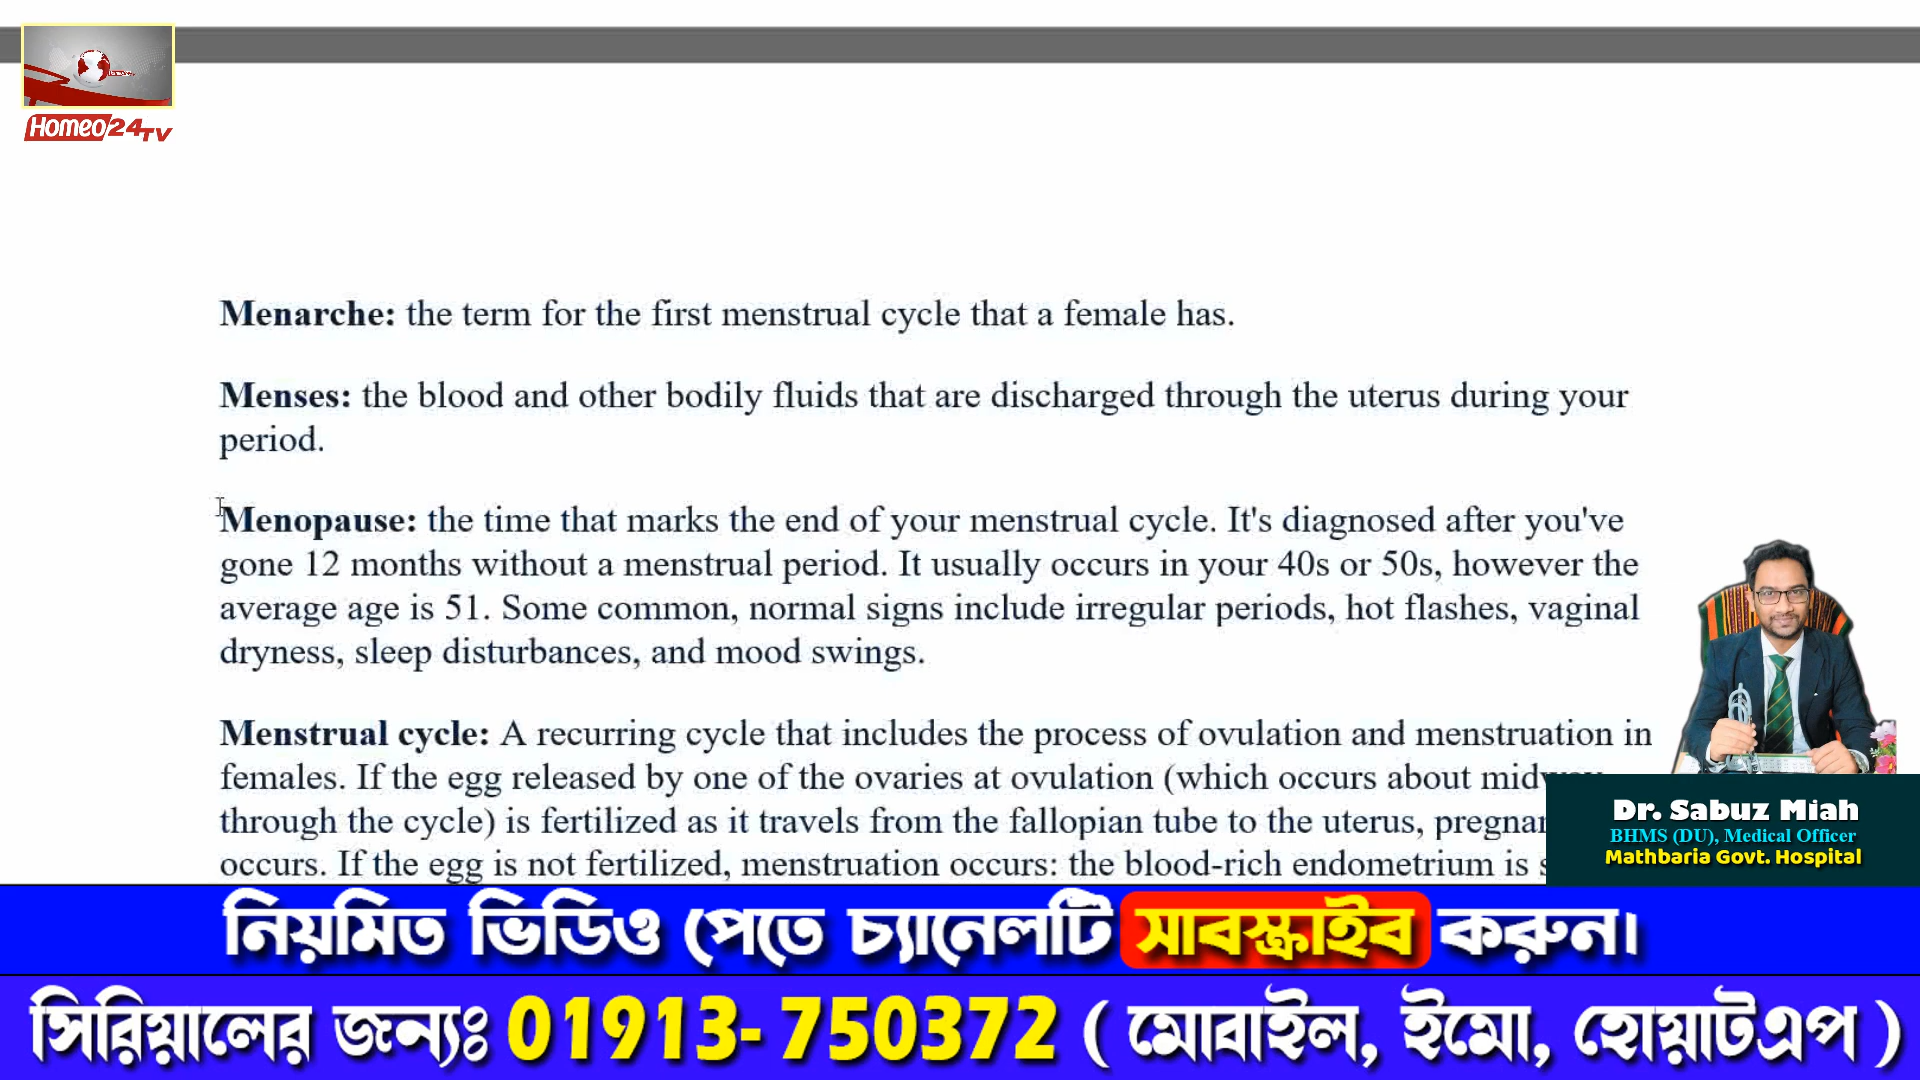 Homeo24TV
Menarche: the term for the first menstrual cycle that a female has.
Menses: the blood and other bodily fluids that are discharged through the uterus during your
period.
Menopause: the time that marks the end of your menstrual cycle. It's diagnosed after you've
gone 12 months without a menstrual period. It usually occurs in your 40s or 50s, however the
average age is 51. Some common, normal signs include irregular periods, hot flashes, vaginal
dryness, sleep disturbances, and mood swings.
Menstrual cycle: A recurring cycle that includes the process of ovulation and menstruation in
females. If the egg released by one of the ovaries at ovulation (which occurs about
through the cycle) is fertilized as it travels from the fallopian tube to the uterus,
occurs. If the egg is not fertilized, menstruation occurs: the blood-rich endometrium is
Dr. Sabuz Miah
BHMS (DU), Medical Officer
Mathbaria Govt. Hospital
নিয়মিত ভিডিও পেতে চ্যানেলটি সাবস্ক্রাইব করুন।
সিরিয়ালের জন্যঃ 01913- 750372 ( মোবাইল, ইমো, হোয়াটএপ )